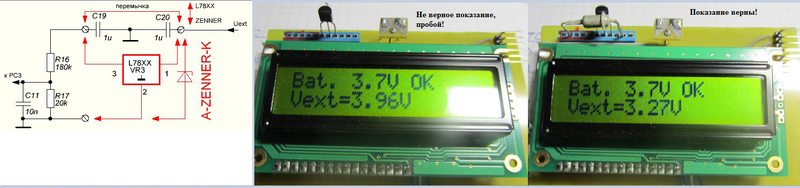 перемычка
L78XX
ZENNER
C19
C20
Uext
1u
1u
R16
180k
L78XX
VR3
3
1
2
к PC3
C11
10n
R17
20k
A-ZENNER-K
Не верное показание,
пробой!
Bat. 3.7V OK
Vext=3.96V
Показание верны!
Bat. 3.7V OK
Vext=3.27V